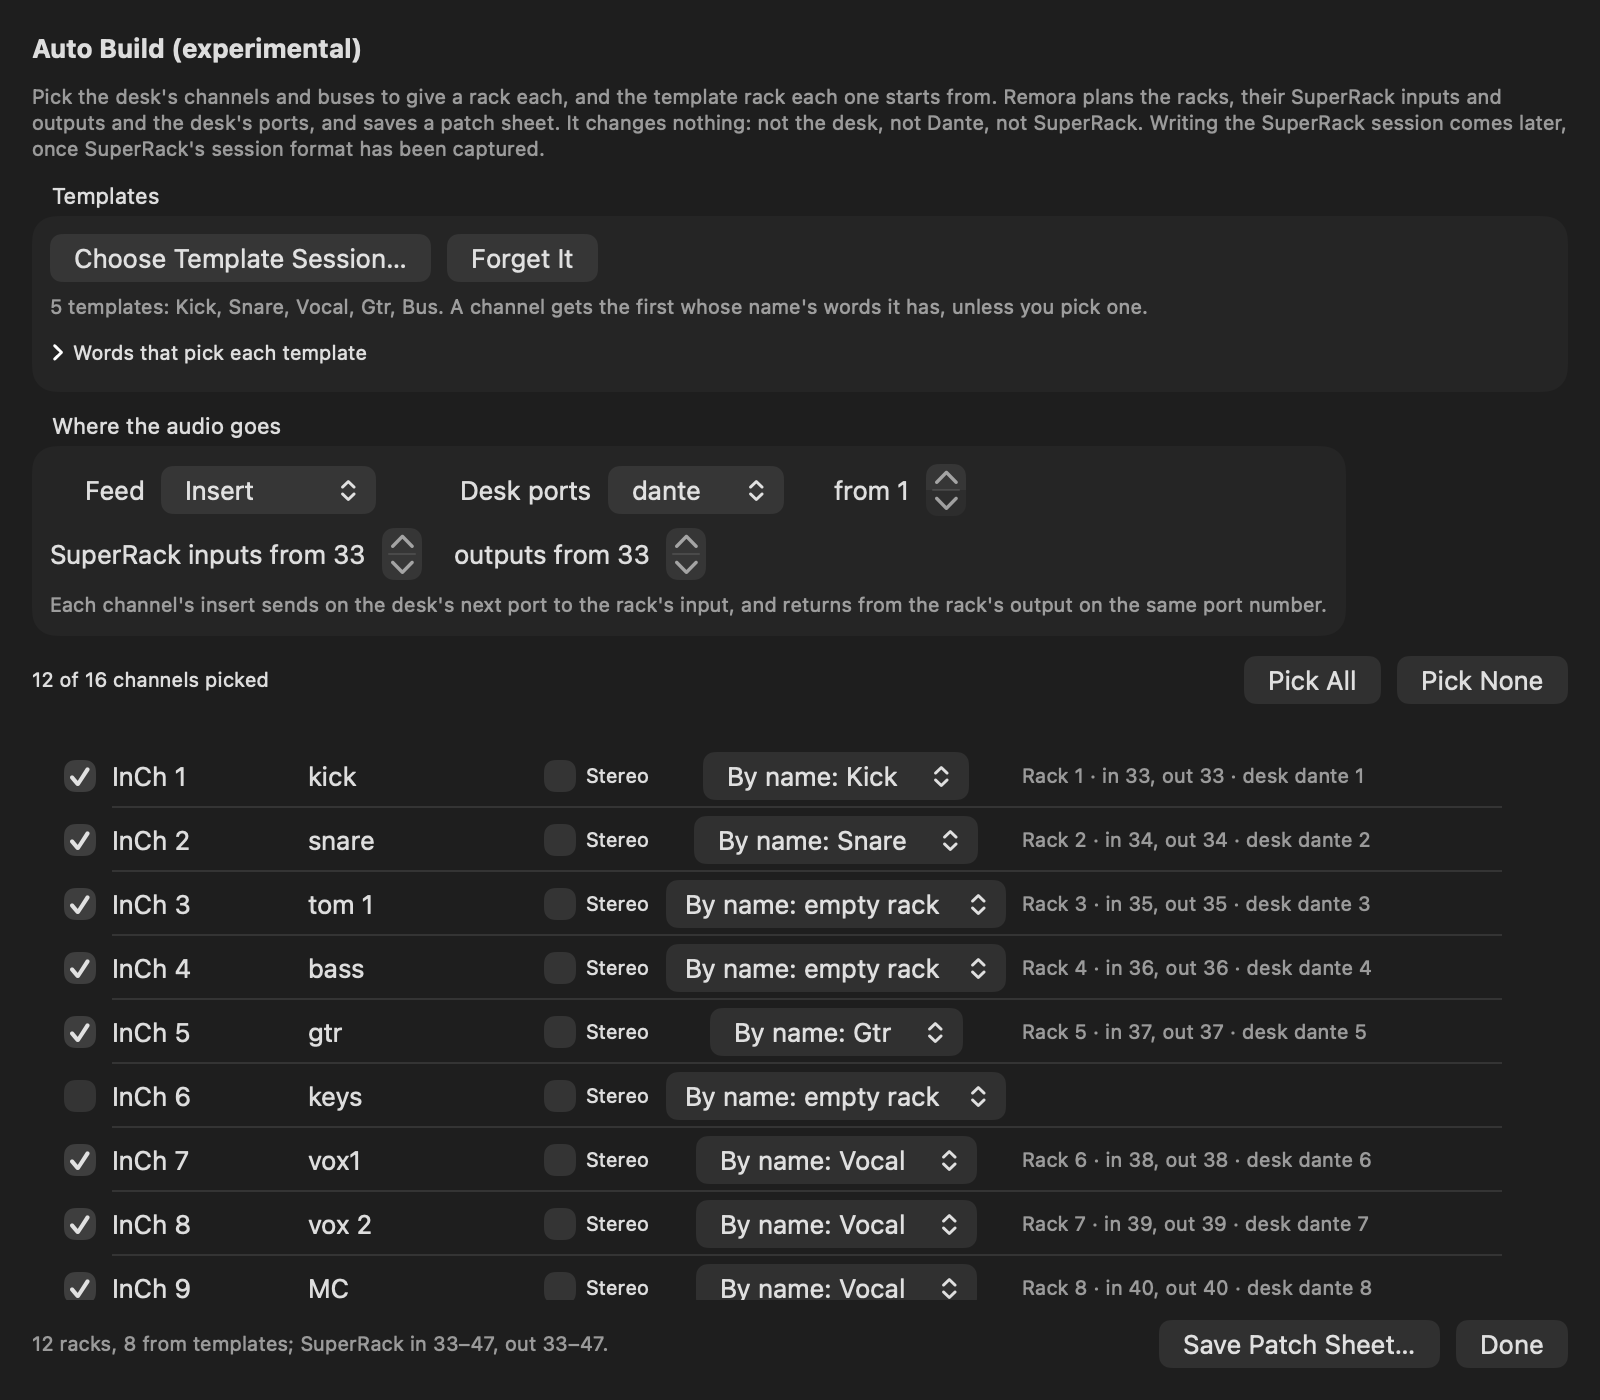 Auto Build (experimental)
Pick the desk's channels and buses to give a rack each, and the template rack each one starts from. Remora plans the racks, their SuperRack inputs and
outputs and the desk's ports, and saves a patch sheet. It changes nothing: not the desk, not Dante, not SuperRack. Writing the SuperRack session comes later,
once SuperRack's session format has been captured.
Templates
Choose Template Session... Forget It
5 templates: Kick, Snare, Vocal, Gtr, Bus. A channel gets the first whose name's words it has, unless you pick one.
Words that pick each template
Where the audio goes
Feed Insert Desk ports dante from 1
SuperRack inputs from 33 outputs from 33
Each channel's insert sends on the desk's next port to the rack's input, and returns from the rack's output on the same port number.
12 of 16 channels picked Pick All Pick None
InCh 1 kick Stereo By name: Kick Rack 1 · in 33, out 33 · desk dante 1
InCh 2 snare Stereo By name: Snare Rack 2 · in 34, out 34 · desk dante 2
InCh 3 tom 1 Stereo By name: empty rack Rack 3 · in 35, out 35 · desk dante 3
InCh 4 bass Stereo By name: empty rack Rack 4 · in 36, out 36 · desk dante 4
InCh 5 gtr Stereo By name: Gtr Rack 5 · in 37, out 37 · desk dante 5
InCh 6 keys Stereo By name: empty rack
InCh 7 vox1 Stereo By name: Vocal Rack 6 · in 38, out 38 · desk dante 6
InCh 8 vox 2 Stereo By name: Vocal Rack 7 · in 39, out 39 · desk dante 7
InCh 9 MC Stereo By name: Vocal Rack 8 · in 40, out 40 · desk dante 8
12 racks, 8 from templates; SuperRack in 33–47, out 33–47. Save Patch Sheet... Done